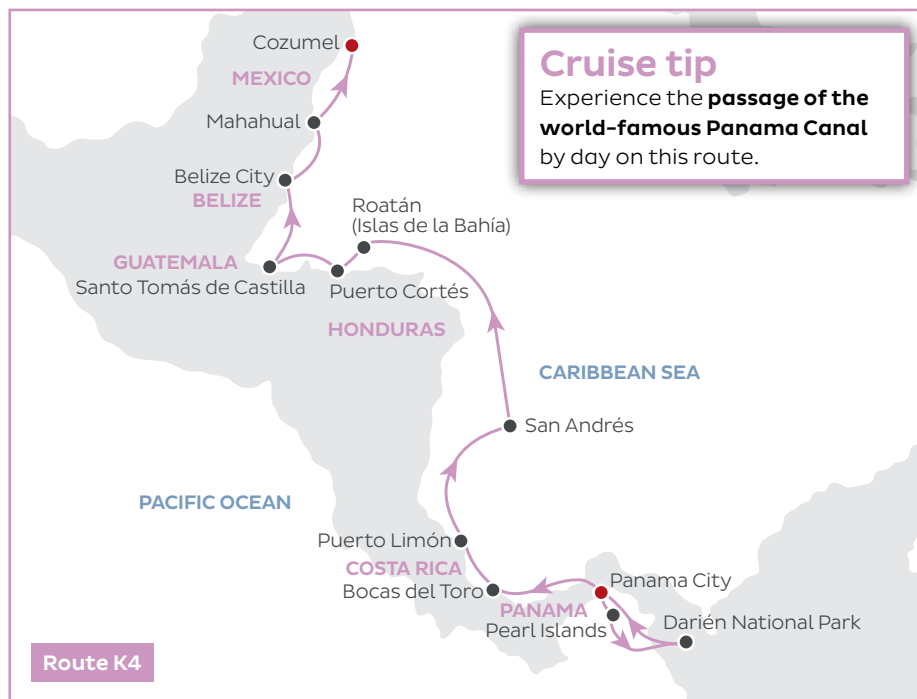 Cozumel
MEXICO
Cruise tip
Experience the passage of the
world-famous Panama Canal
by day on this route.
Mahahual
Belize City
BELIZE
Roatán
(Islas de la Bahía)
GUATEMALA
Santo Tomás de Castilla
Puerto Cortés
HONDURAS
CARIBBEAN SEA
San Andrés
PACIFIC OCEAN
Puerto Limón
COSTA RICA
Bocas del Toro
Panama City
PANAMA
Pearl Islands
Darién National Park
Route K4